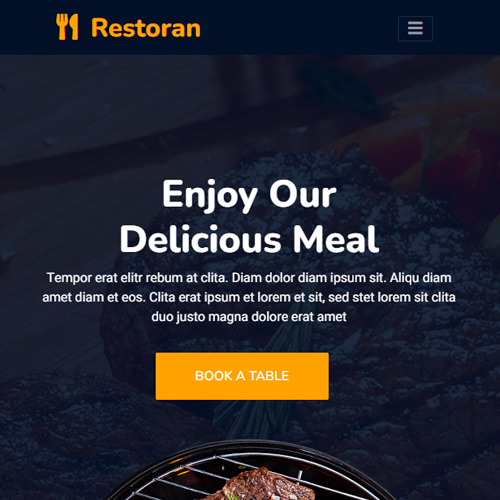 Restoran
Enjoy Our
Delicious Meal
Tempor erat elitr rebum at clita. Diam dolor diam ipsum sit. Aliqu diam
amet diam et eos. Clita erat ipsum et lorem et sit, sed stet lorem sit clita
duo justo magna dolore erat amet
BOOK A TABLE